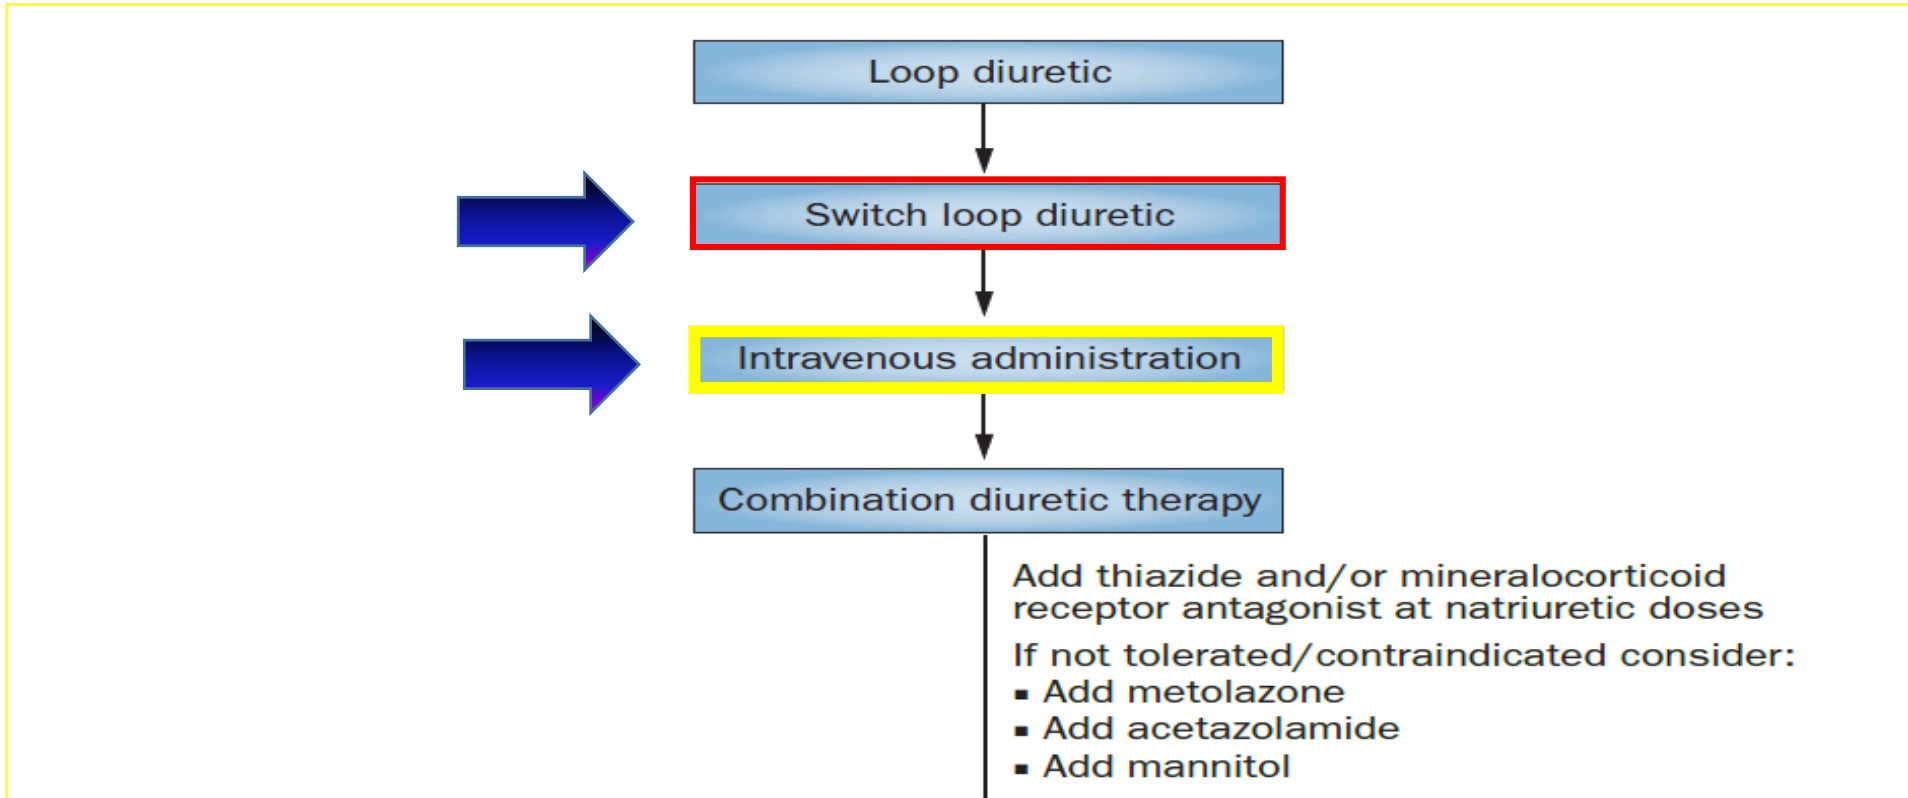 Loop diuretic
Switch loop diuretic
Intravenous administration
Combination diuretic therapy
Add thiazide and/or mineralocorticoid
receptor antagonist at natriuretic doses
If not tolerated/contraindicated consider:
▪ Add metolazone
▪ Add acetazolamide
▪ Add mannitol